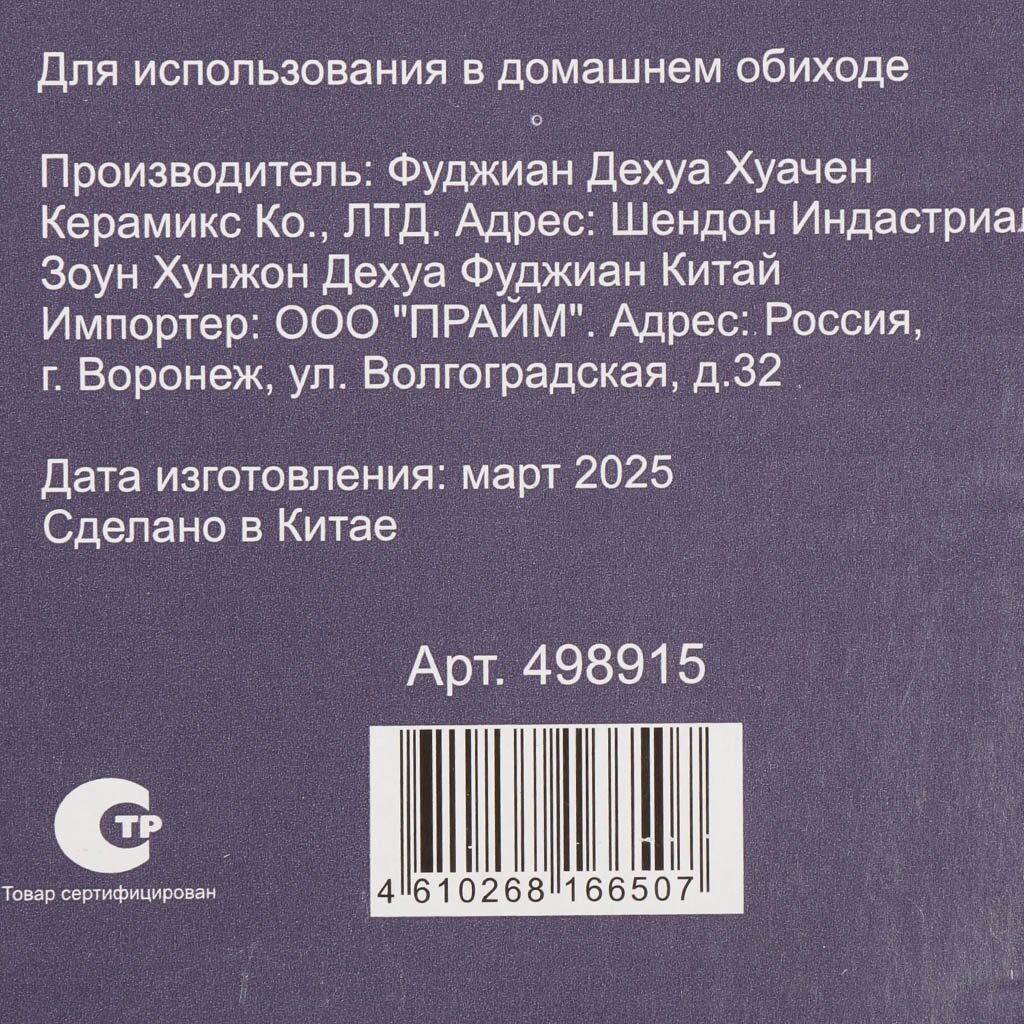 Для использования в домашнем обиходе
Производитель: Фуджиан Дехуа Хуачен
Керамикс Ко., ЛТД. Адрес: Шендон Индастриал
Зоун Хунжон Дехуа Фуджиан Китай
Импортер: ООО "ПРАЙМ". Адрес: Россия,
г. Воронеж, ул. Волгоградская, д.32
Дата изготовления: март 2025
Сделано в Китае
Арт. 498915
4 610268 166507
СТР
Товар сертифицирован